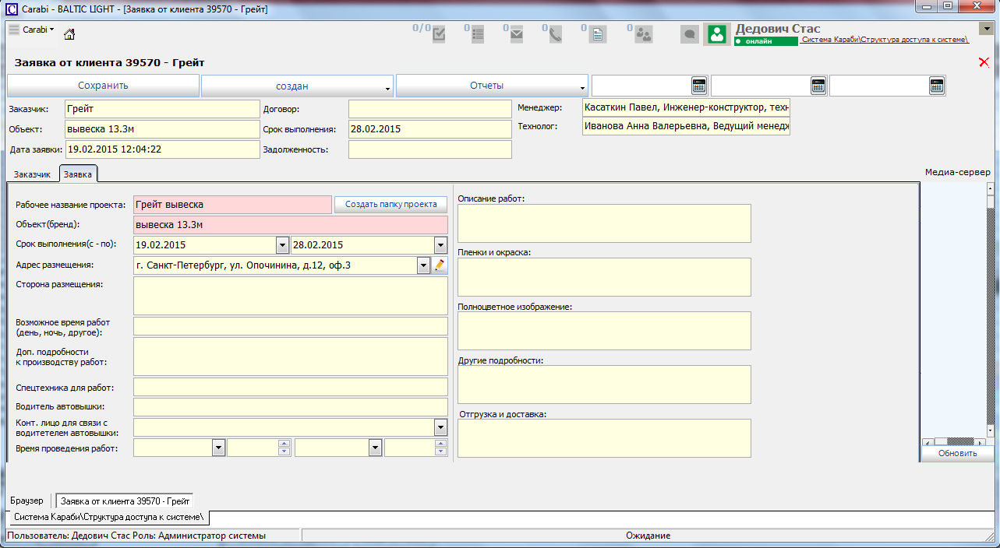 Carabi - BALTIC LIGHT - [Заявка от клиента 39570 - Грейт]
Carabi
0/0 0 0 0 0 0
Дедович Стас
онлайн
Система Караби\Структура доступа к системе\
Заявка от клиента 39570 - Грейт
Сохранить
создан
Отчеты
Заказчик: Грейт
Договор:
Менеджер: Касаткин Павел, Инженер-конструктор, техн
Объект: вывеска 13.3м
Срок выполнения: 28.02.2015
Технолог: Иванова Анна Валерьевна, Ведущий менедж
Дата заявки: 19.02.2015 12:04:22
Задолженность:
Заказчик
Заявка
Медиа-сервер
Рабочее название проекта: Грейт вывеска
Создать папку проекта
Объект(бренд): вывеска 13.3м
Срок выполнения(с - по): 19.02.2015 28.02.2015
Адрес размещения: г. Санкт-Петербург, ул. Опочинина, д.12, оф.3
Сторона размещения:
Возможное время работ
(день, ночь, другое):
Доп. подробности
к производству работ:
Спецтехника для работ:
Водитель автовышки:
Конт. лицо для связи с
водитетелем автовышки:
Время проведения работ:
Описание работ:
Пленки и окраска:
Полноцветное изображение:
Другие подробности:
Отгрузка и доставка:
Обновить
Браузер
Заявка от клиента 39570 - Грейт
Система Караби\Структура доступа к системе\
Пользователь: Дедович Стас Роль: Администратор системы
Ожидание